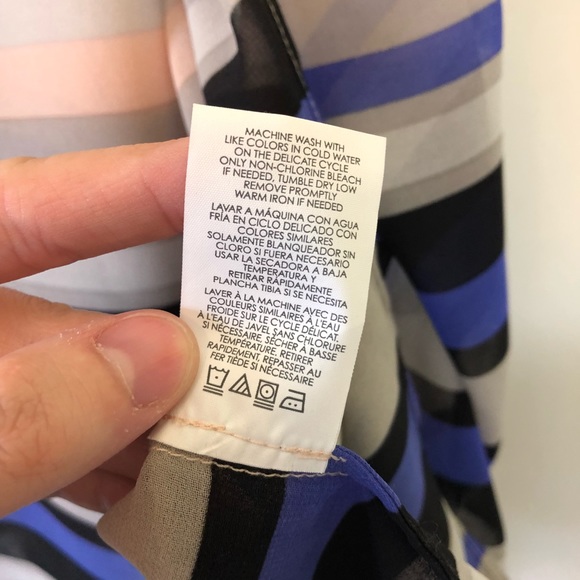 MACHINE WASH WITH
LIKE COLORS IN COLD WATER
ON THE DELICATE CYCLE
ONLY NON-CHLORINE BLEACH
IF NEEDED, TUMBLE DRY LOW
REMOVE PROMPTLY
WARM IRON IF NEEDED
LAVAR A MÁQUINA CON AGUA
FRÍA EN CICLO DELICADO CON
COLORES SIMILARES
SOLAMENTE BLANQUEADOR SIN
CLORO SI FUERA NECESARIO
USAR LA SECADORA A BAJA
TEMPERATURA Y
RETIRAR RÁPIDAMENTE
PLANCHA TIBIA SI SE NECESITA
LAVER À LA MACHINE AVEC DES
COULEURS SIMILAIRES À L'EAU
FROIDE SUR LE CYCLE DÉLICAT.
À L'EAU DE JAVEL SANS CHLORURE
SI NÉCESSAIRE. SÉCHER À BASSE
TEMPÉRATURE. RETIRER
RAPIDEMENT. REPASSER AU
FER TIÈDE SI NÉCESSAIRE